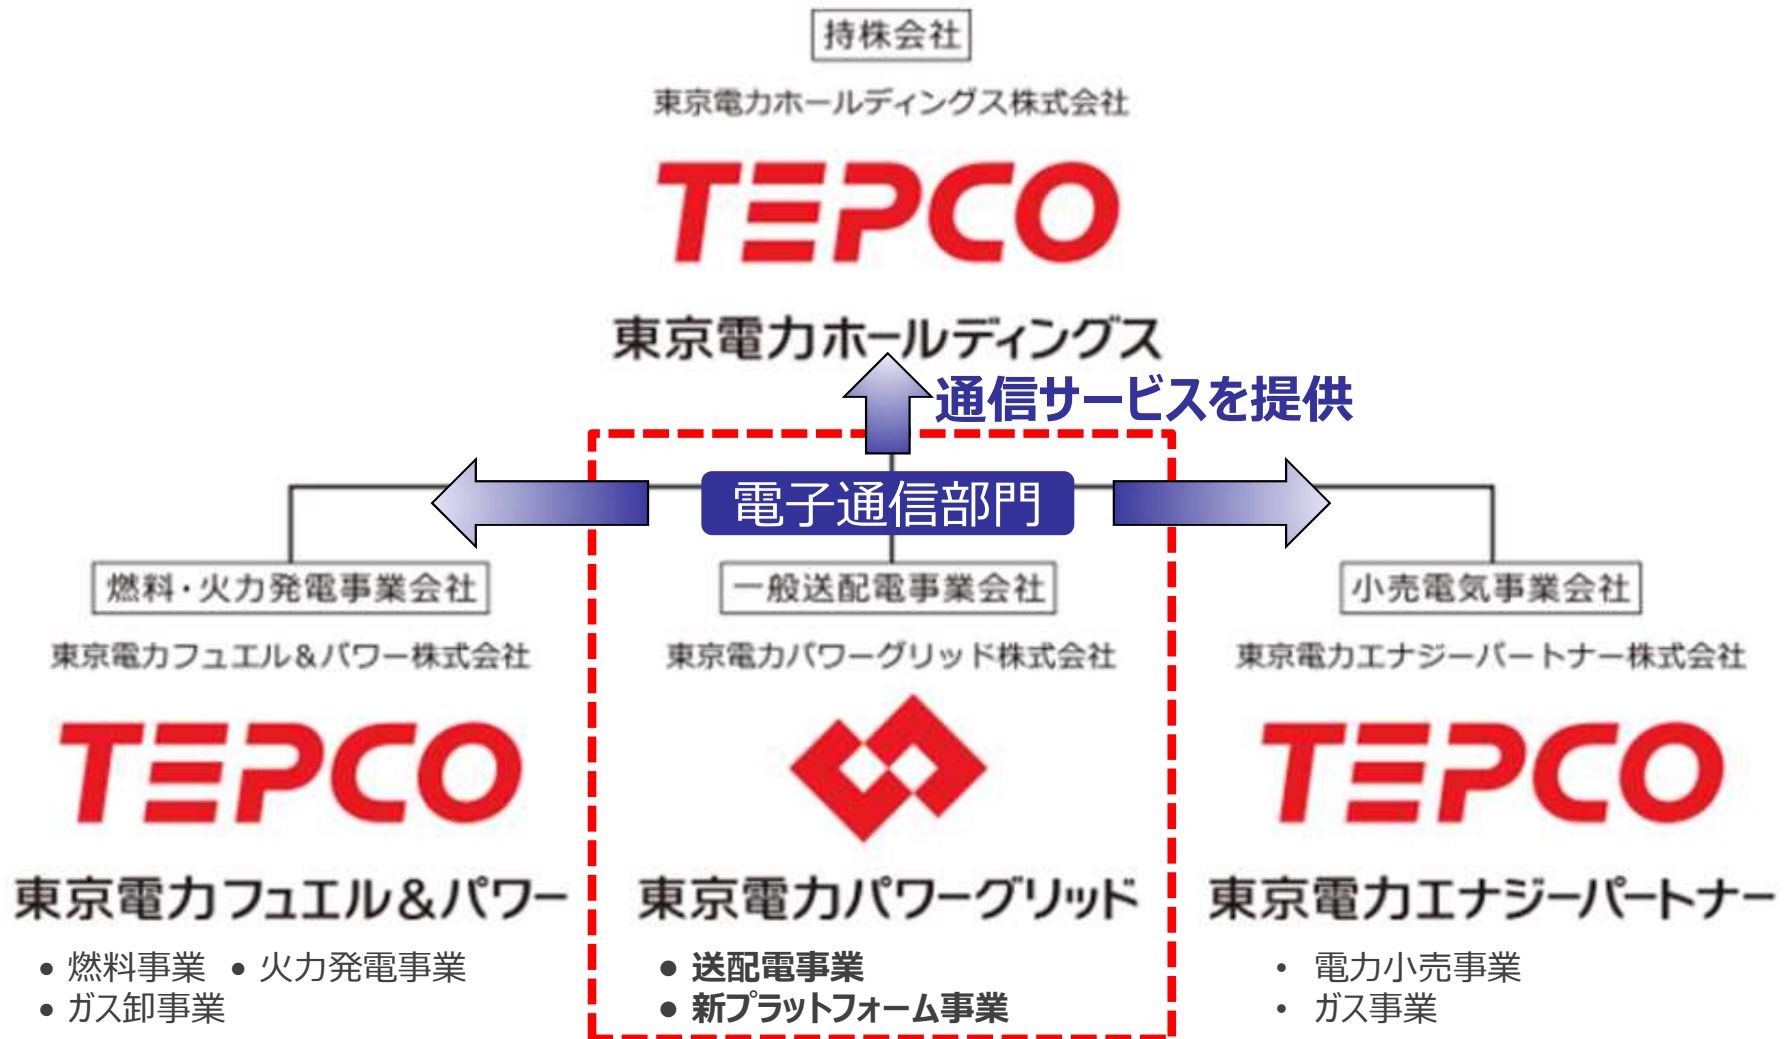 持株会社
東京電力ホールディングス株式会社
TEPCO
東京電力ホールディングス
通信サービスを提供
電子通信部門
燃料・火力発電事業会社
東京電力フュエル&パワー株式会社
TEPCO
東京電力フュエル&パワー
• 燃料事業 • 火力発電事業
• ガス卸事業
一般送配電事業会社
東京電力パワーグリッド株式会社
東京電力パワーグリッド
• 送配電事業
• 新プラットフォーム事業
小売電気事業会社
東京電力エナジーパートナー株式会社
TEPCO
東京電力エナジーパートナー
• 電力小売事業
• ガス事業